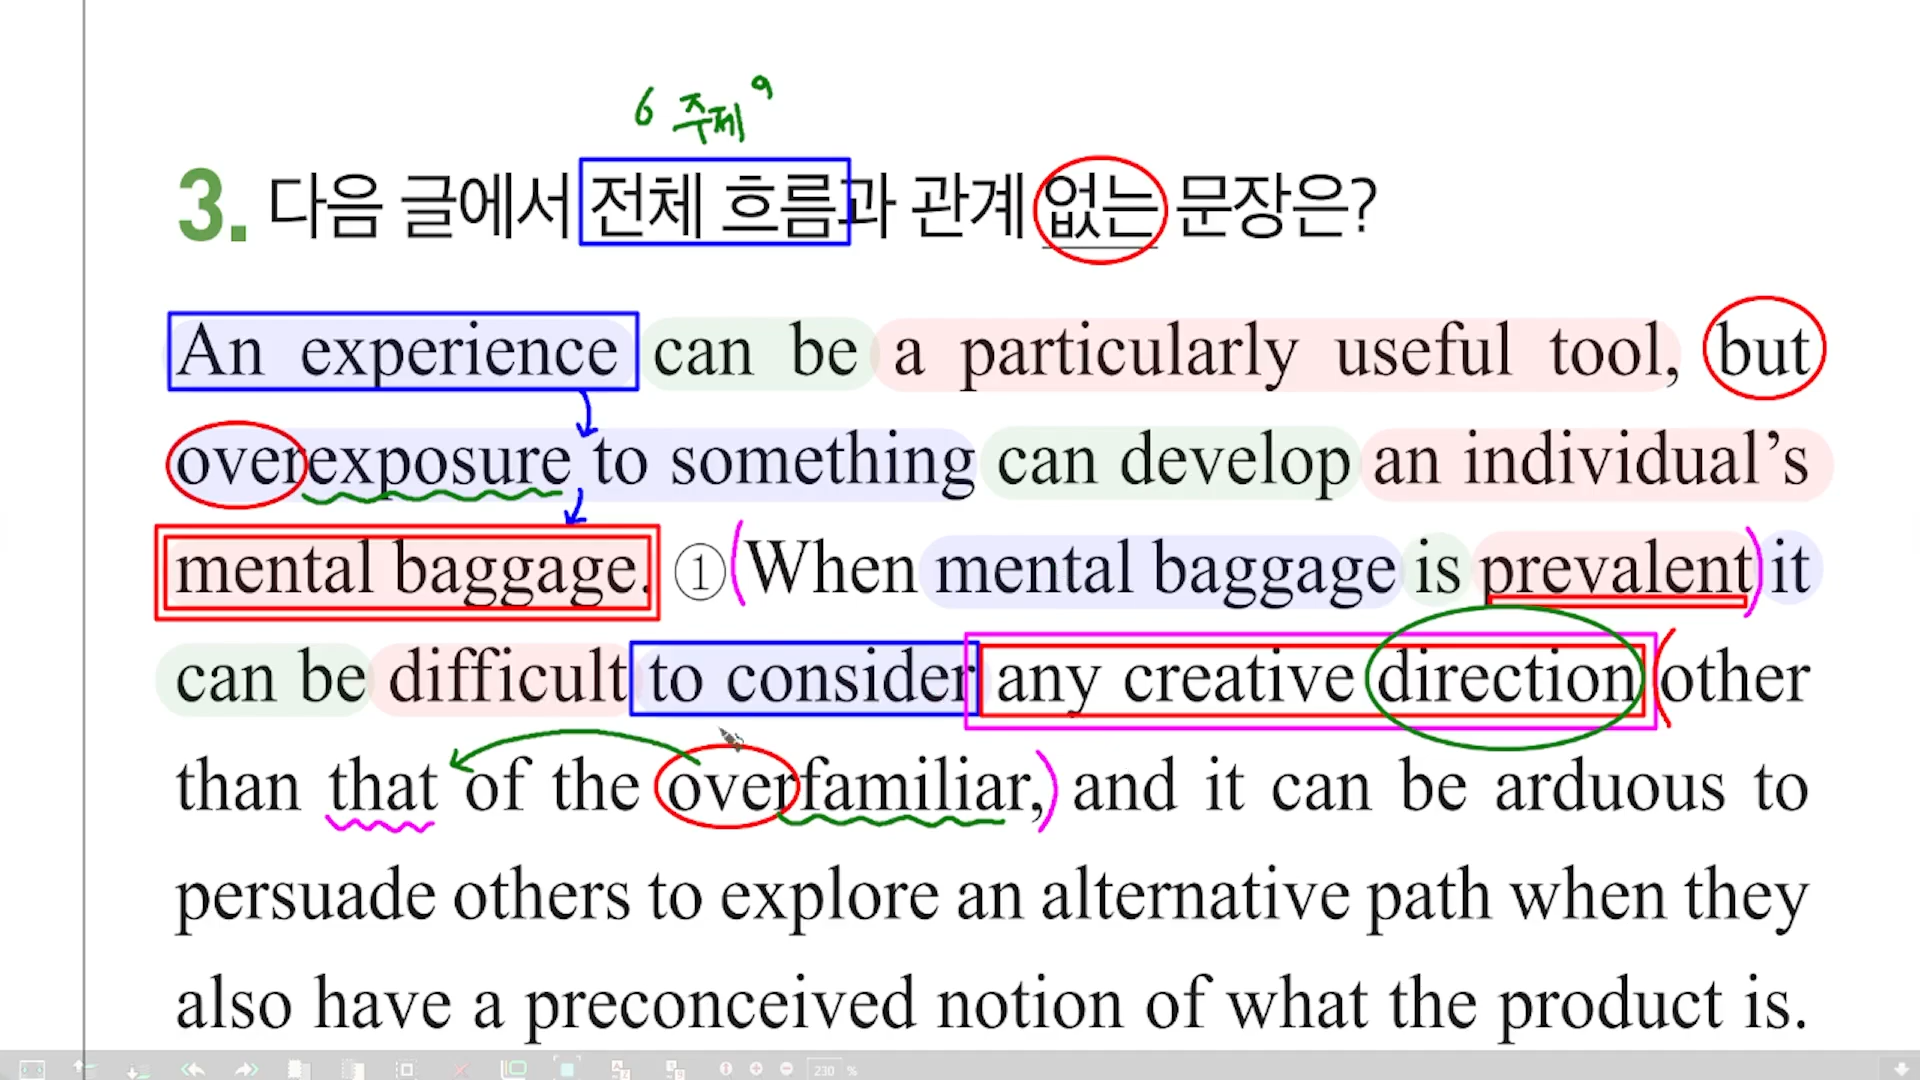 6 주제 9
3. 다음 글에서 전체 흐름과 관계 없는 문장은?
An experience can be a particularly useful tool, but
overexposure to something can develop an individual’s
mental baggage. ① When mental baggage is prevalent it
can be difficult to consider any creative direction other
than that of the overfamiliar, and it can be arduous to
persuade others to explore an alternative path when they
also have a preconceived notion of what the product is.
230 %